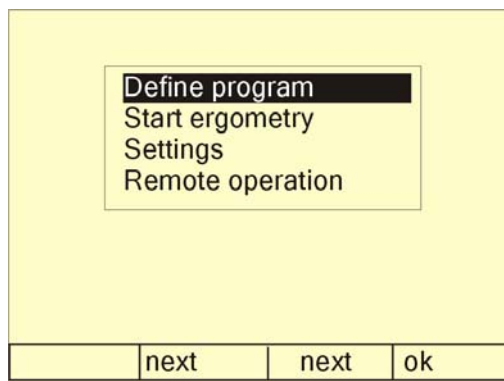 Define program
Start ergometry
Settings
Remote operation
next next ok